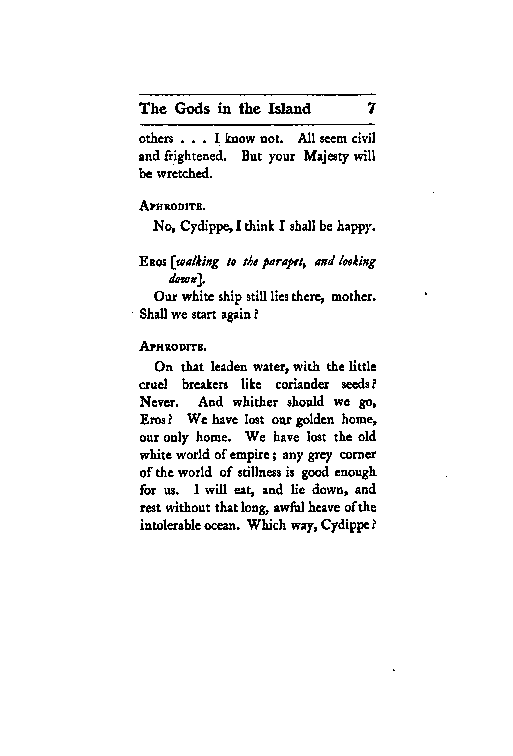 The Gods in the Island 7
others . . . I know not. All seem civil
and frightened. But your Majesty will
be wretched.
APHRODITE.
No, Cydippe, I think I shall be happy.
EROS [walking to the parapet, and looking
down].
Our white ship still lies there, mother.
Shall we start again?
APHRODITE.
On that leaden water, with the little
cruel breakers like coriander seeds?
Never. And whither should we go,
Eros? We have lost our golden home,
our only home. We have lost the old
white world of empire; any grey corner
of the world of stillness is good enough
for us. I will eat, and lie down, and
rest without that long, awful heave of the
intolerable ocean. Which way, Cydippe?